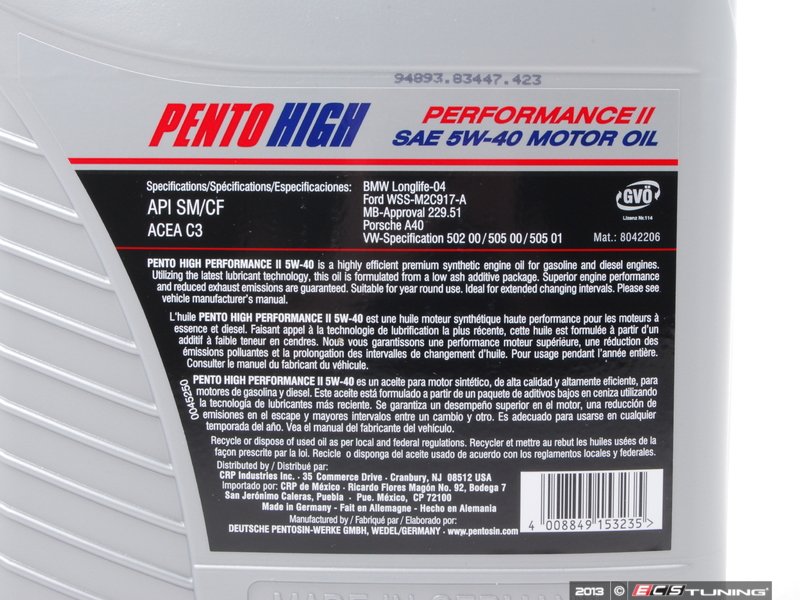 94893.83447.423
PENTO HIGH
PERFORMANCE II
SAE 5W-40 MOTOR OIL
Specifications/Spécifications/Especificaciones:
API SM/CF
ACEA C3
BMW Longlife-04
Ford WSS-M2C917-A
MB-Approval 229.51
Porsche A40
VW-Specification 502 00/505 00/505 01
GVÖ
Lizenz Nr.114
Mat.: 8042206
PENTO HIGH PERFORMANCE II 5W-40 is a highly efficient premium synthetic engine oil for gasoline and diesel engines.
Utilizing the latest lubricant technology, this oil is formulated from a low ash additive package. Superior engine performance
and reduced exhaust emissions are guaranteed. Suitable for year round use. Ideal for extended changing intervals. Please see
vehicle manufacturer's manual.
L'huile PENTO HIGH PERFORMANCE II 5W-40 est une huile moteur synthétique haute performance pour les moteurs à
essence et diesel. Faisant appel à la technologie de lubrification la plus récente, cette huile est formulée à partir d'un
additif à faible teneur en cendres. Nous vous garantissons une performance moteur supérieure, une réduction des
émissions polluantes et la prolongation des intervalles de changement d'huile. Pour usage pendant l'année entière.
Consulter le manuel du fabricant du véhicule.
PENTO HIGH PERFORMANCE II 5W-40 es un aceite para motor sintético, de alta calidad y altamente eficiente, para
motores de gasolina y diesel. Este aceite está formulado a partir de un paquete de aditivos bajos en ceniza utilizando
la tecnología de lubricantes más reciente. Se garantiza un desempeño superior en el motor, una reducción de
emisiones en el escape y mayores intervalos entre un cambio y otro. Es adecuado para usarse en cualquier
temporada del año. Vea el manual del fabricante del vehículo.
0045250
Recycle or dispose of used oil as per local and federal regulations. Recycler et mettre au rebut les huiles usées de la
façon prescrite par la loi. Recicle o disponga del aceite usado de acuerdo con los reglamentos locales y federales.
Distributed by / Distribué par:
CRP Industries Inc. · 35 Commerce Drive · Cranbury, NJ 08512 USA
Importado por: CRP de México · Ricardo Flores Magón No. 92, Bodega 7
San Jerónimo Caleras, Puebla · Pue. México, CP 72100
Made in Germany - Fait en Allemagne - Hecho en Alemania
Manufactured by / Fabriqué par / Elaborado por:
DEUTSCHE PENTOSIN-WERKE GMBH, WEDEL/GERMANY · www.pentosin.com
4 008849 153235 >
MADE IN GERMANY
2013 © ECS TUNING